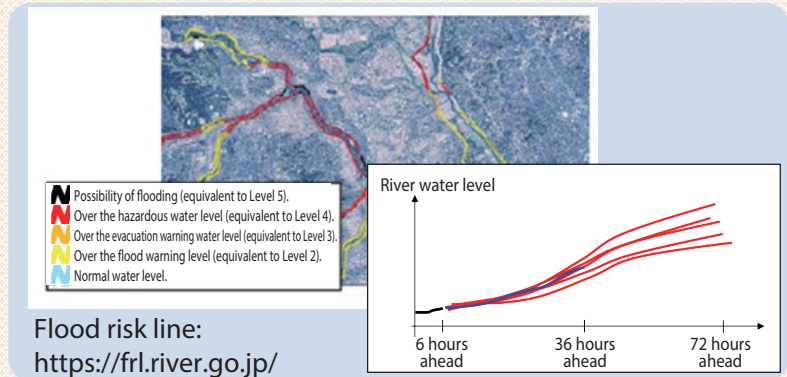 N Possibility of flooding (equivalent to Level 5).
N Over the hazardous water level (equivalent to Level 4).
N Over the evacuation warning water level (equivalent to Level 3).
N Over the flood warning level (equivalent to Level 2).
N Normal water level.
River water level
6 hours
ahead
36 hours
ahead
72 hours
ahead
Flood risk line:
https://frl.river.go.jp/